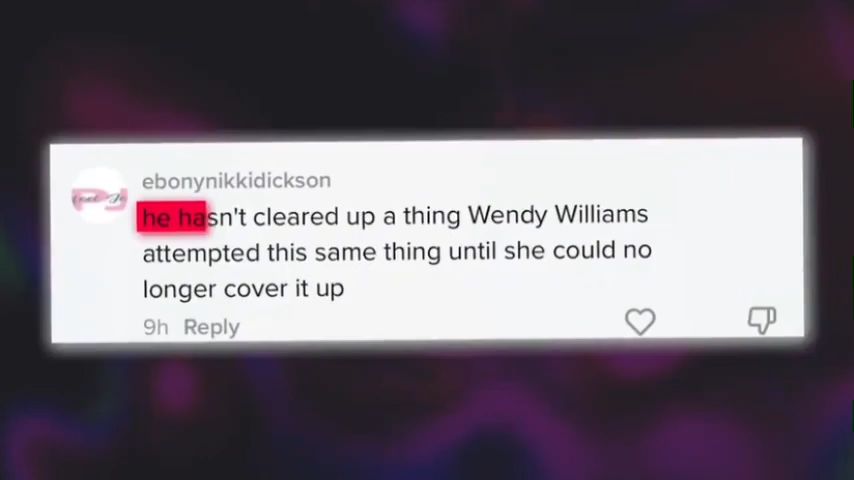 ebonynikkidickson
he hasn't cleared up a thing Wendy Williams
attempted this same thing until she could no
longer cover it up
9h Reply